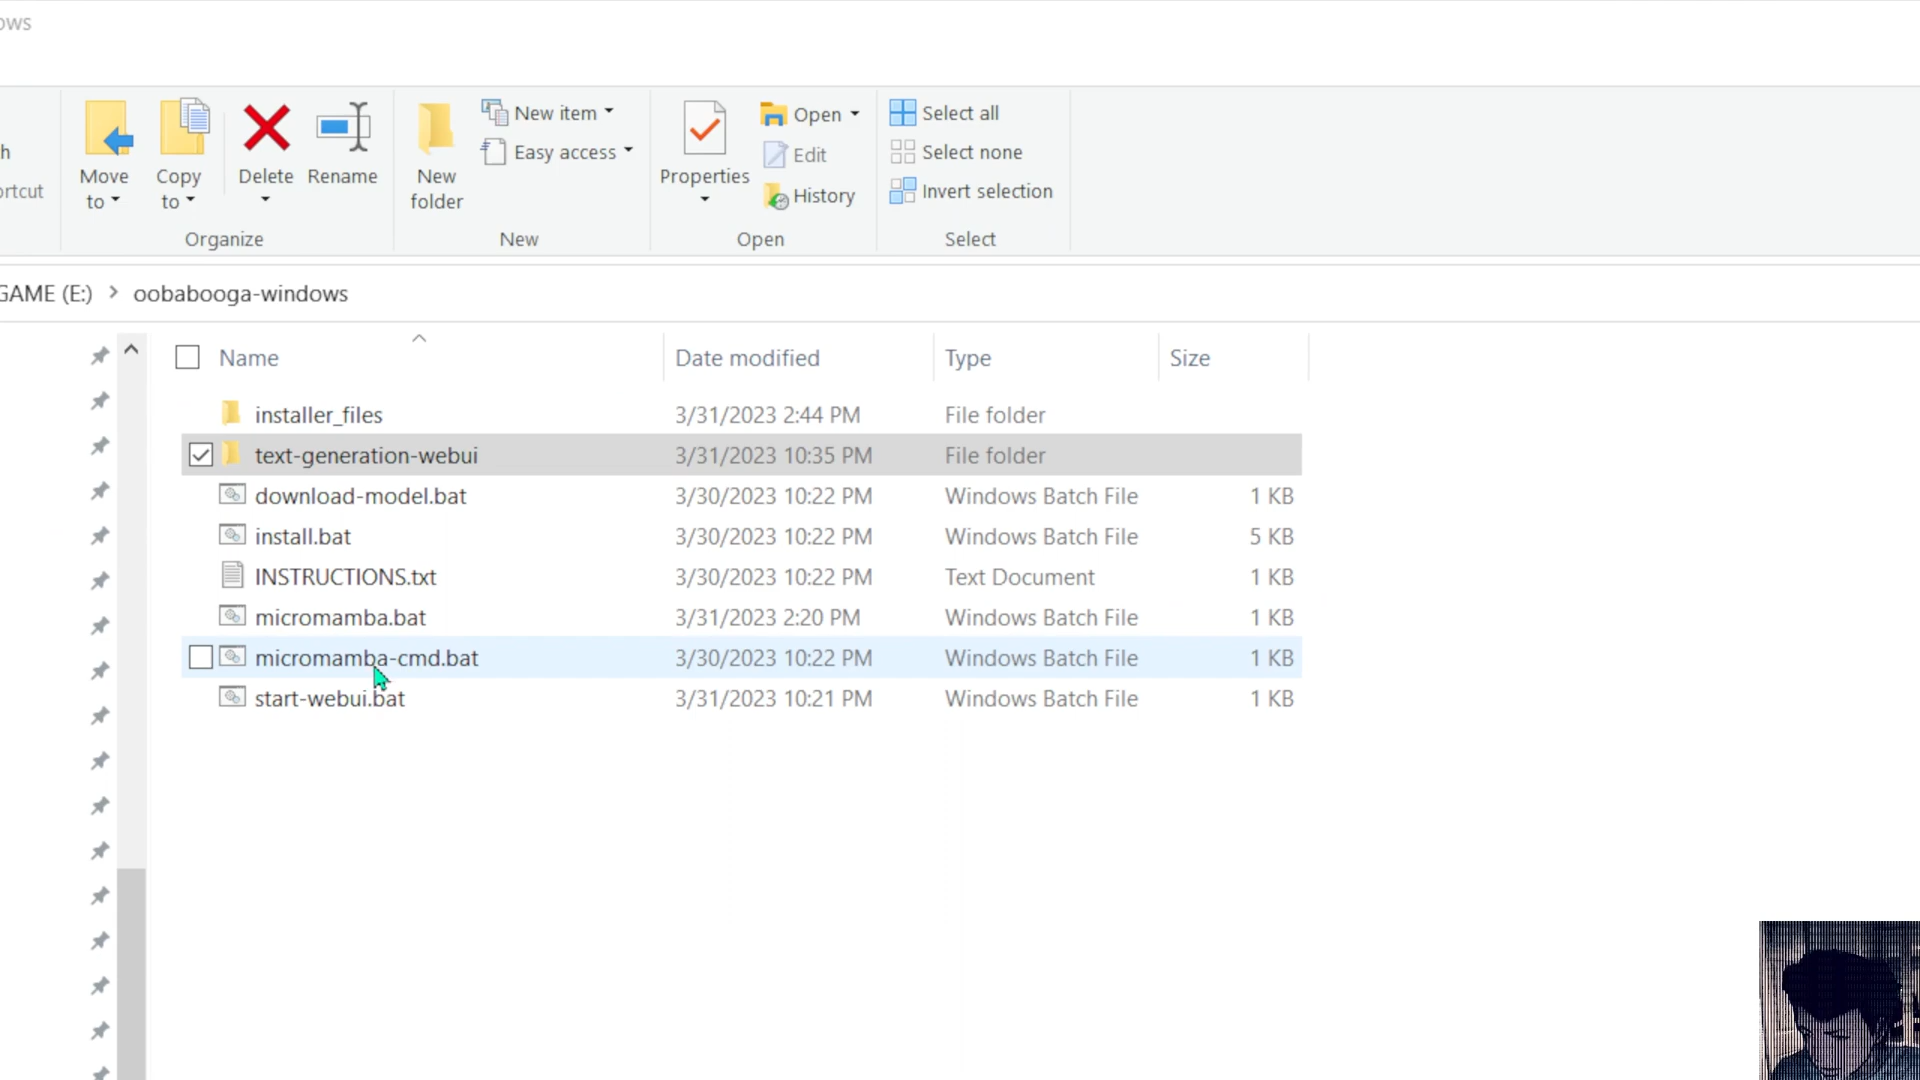 ows
h
ortcut
Move to
Copy to
Delete
Rename
Organize
New folder
New item
Easy access
New
Properties
Open
Edit
History
Open
Select all
Select none
Invert selection
Select
GAME (E:) > oobabooga-windows
Name Date modified Type Size
installer_files 3/31/2023 2:44 PM File folder
text-generation-webui 3/31/2023 10:35 PM File folder
download-model.bat 3/30/2023 10:22 PM Windows Batch File 1 KB
install.bat 3/30/2023 10:22 PM Windows Batch File 5 KB
INSTRUCTIONS.txt 3/30/2023 10:22 PM Text Document 1 KB
micromamba.bat 3/31/2023 2:20 PM Windows Batch File 1 KB
micromamba-cmd.bat 3/30/2023 10:22 PM Windows Batch File 1 KB
start-webui.bat 3/31/2023 10:21 PM Windows Batch File 1 KB